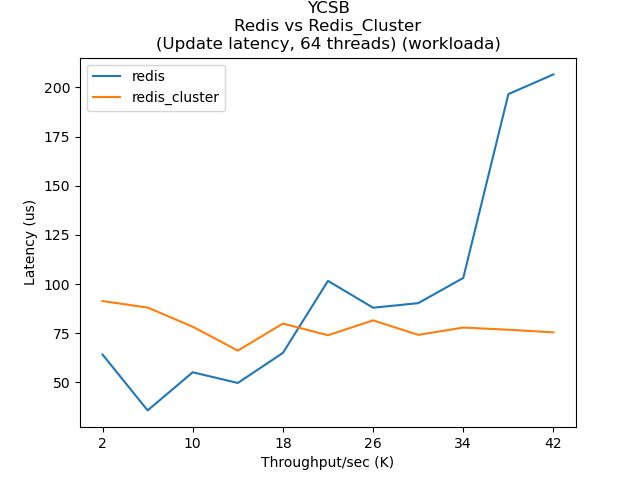 YCSB
Redis vs Redis_Cluster
(Update latency, 64 threads) (workloada)
redis
redis_cluster
200
175
150
125
100
75
50
Latency (us)
2 10 18 26 34 42
Throughput/sec (K)